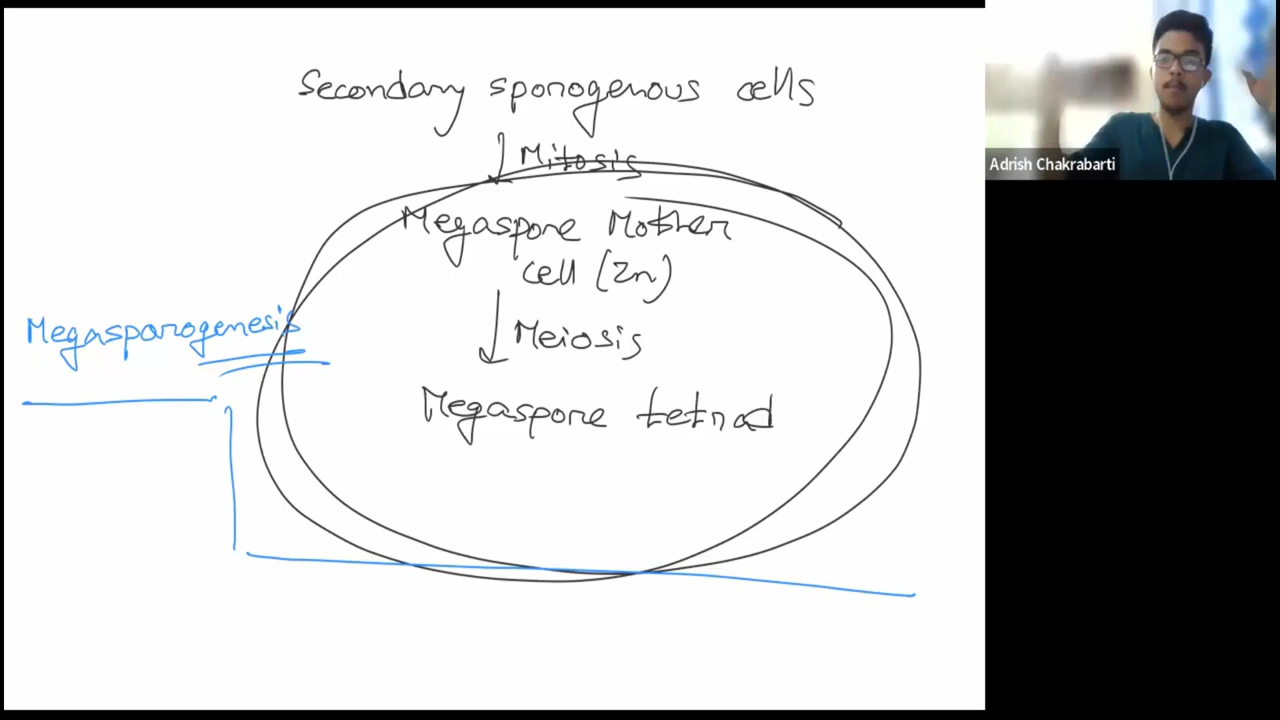 Secondary sporogenous cells
Mitosis
Megaspore Mother
cell (2n)
Megasporogenesis
Meiosis
Megaspore tetrad
Adrish Chakrabarti